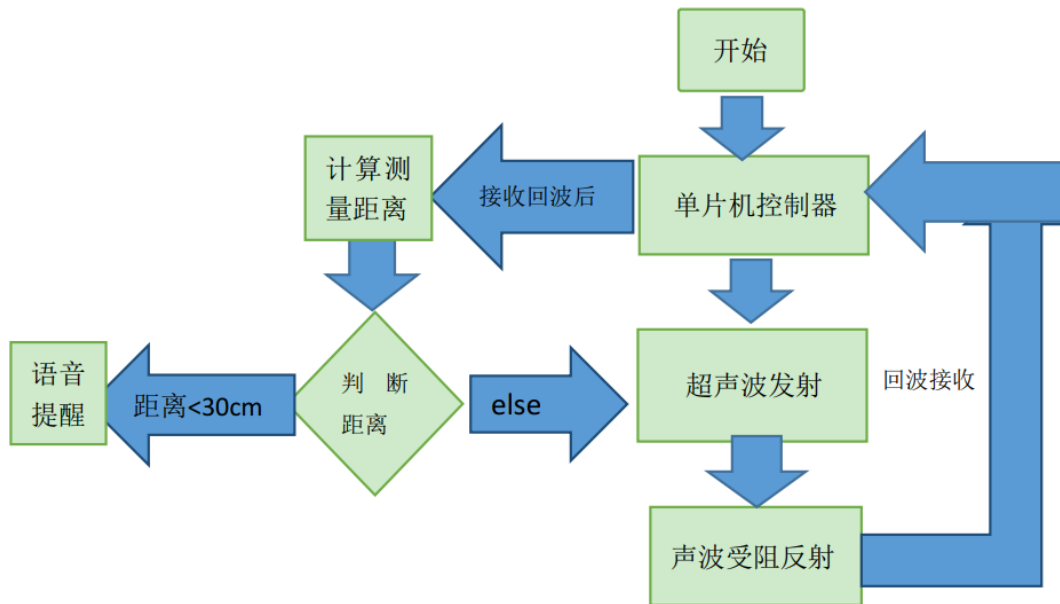 开始
计算测
量距离
接收回波后
单片机控制器
语音
提醒
距离<30cm
判 断
距离
else
超声波发射
回波接收
声波受阻反射